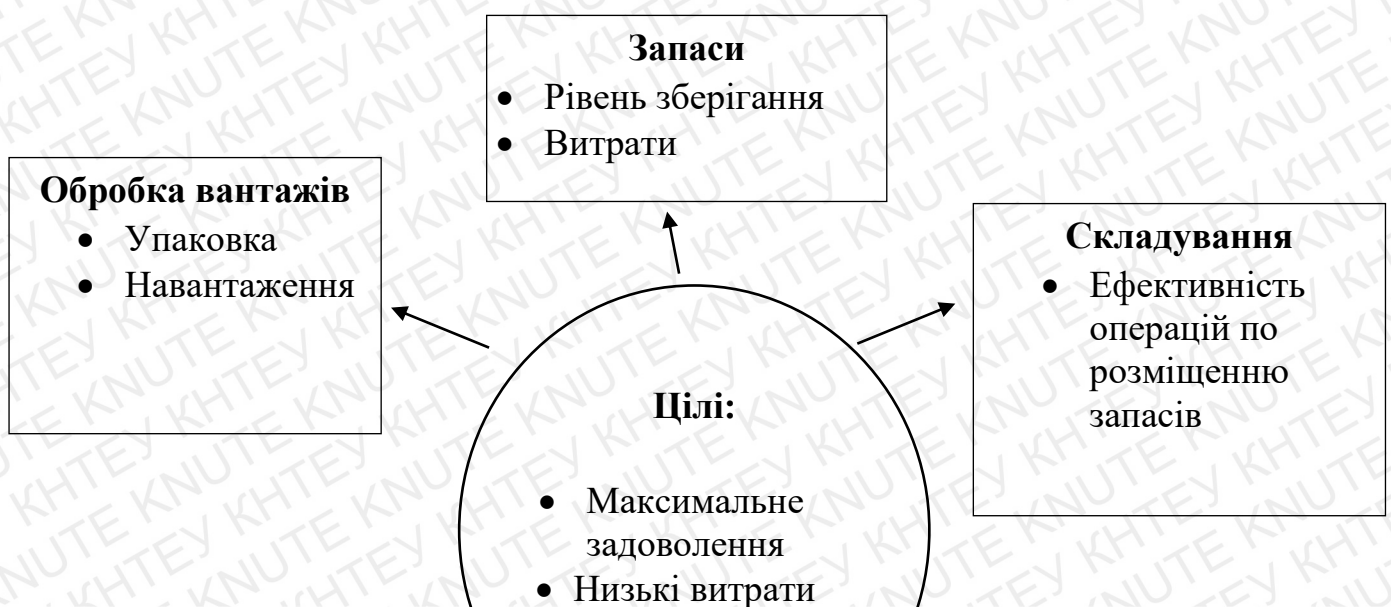 Запаси
• Рівень зберігання
• Витрати
Обробка вантажів
• Упаковка
• Навантаження
Складування
• Ефективність
операцій по
розміщенню
запасів
Цілі:
• Максимальне
задоволення
• Низькі витрати